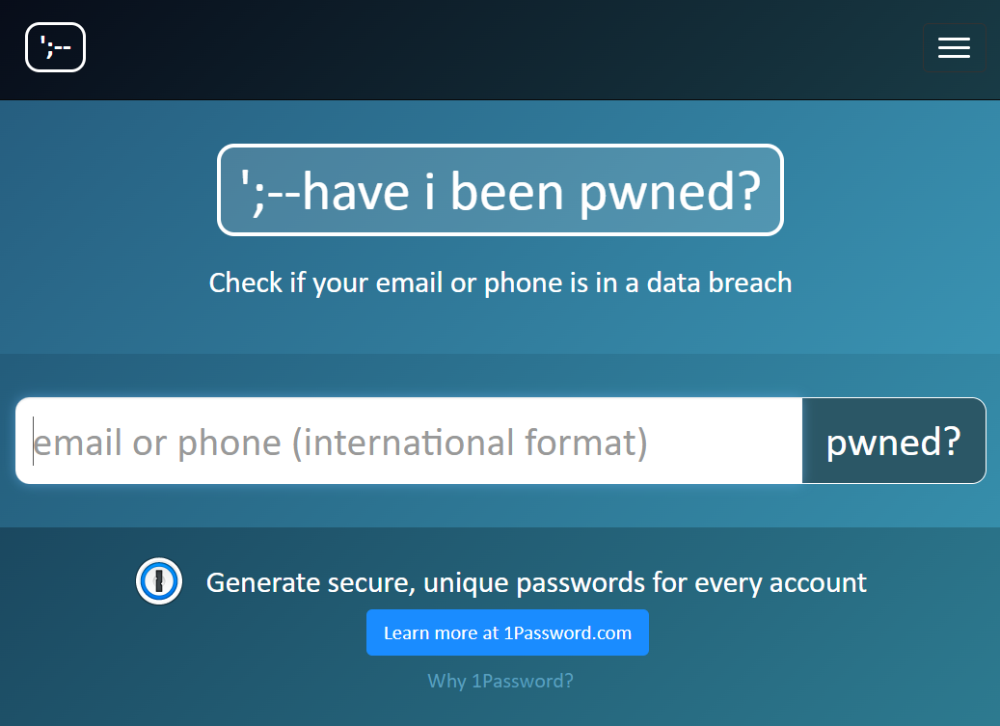 ';--
';--have i been pwned?
Check if your email or phone is in a data breach
email or phone (international format)
pwned?
Generate secure, unique passwords for every account
Learn more at 1Password.com
Why 1Password?